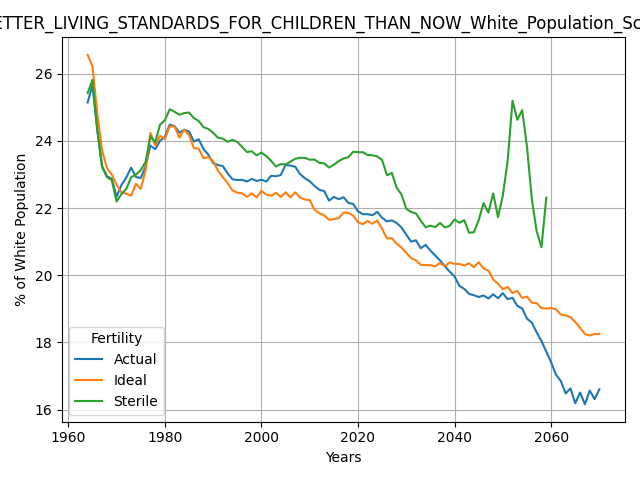 ETTER_LIVING_STANDARDS_FOR_CHILDREN_THAN_NOW_White_Population_Sc
% of White Population
26
24
22
20
18
16
Fertility
Actual
Ideal
Sterile
1960
1980
2000
2020
2040
2060
Years